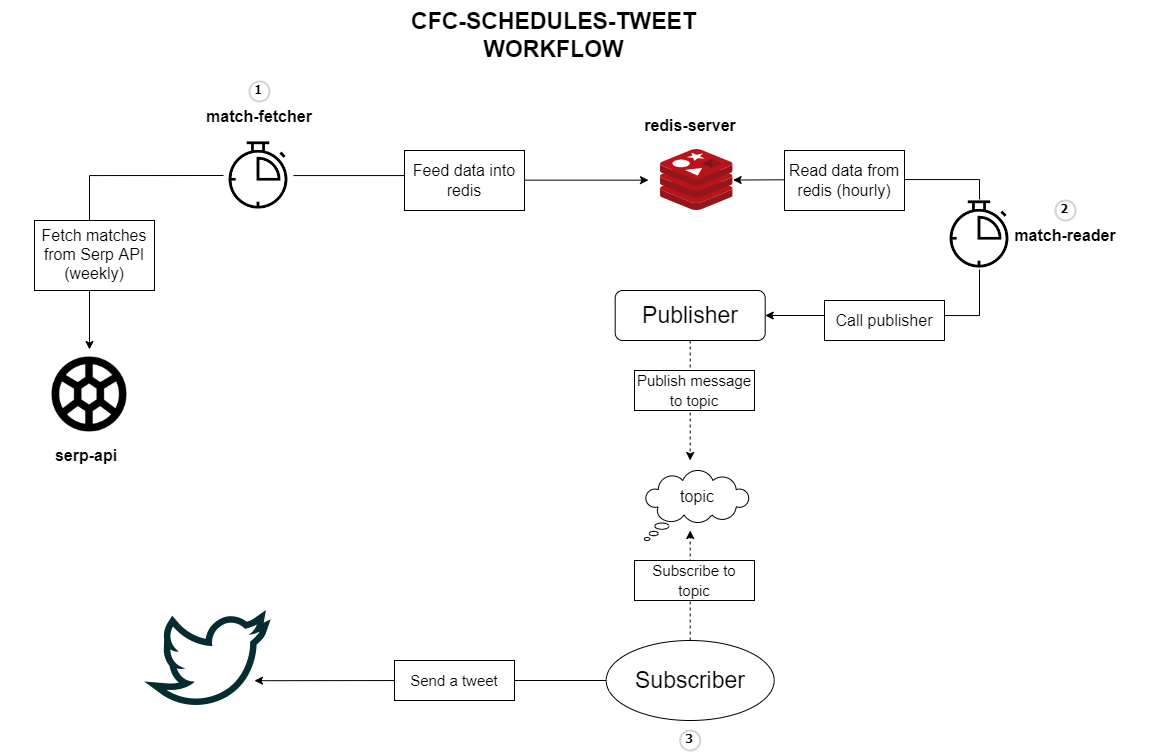 CFC-SCHEDULES-TWEET
WORKFLOW
1
match-fetcher
redis-server
Feed data into
redis
Read data from
redis (hourly)
2
match-reader
Fetch matches
from Serp API
(weekly)
Publisher
Call publisher
Publish message
to topic
serp-api
topic
Subscribe to
topic
Send a tweet
Subscriber
3